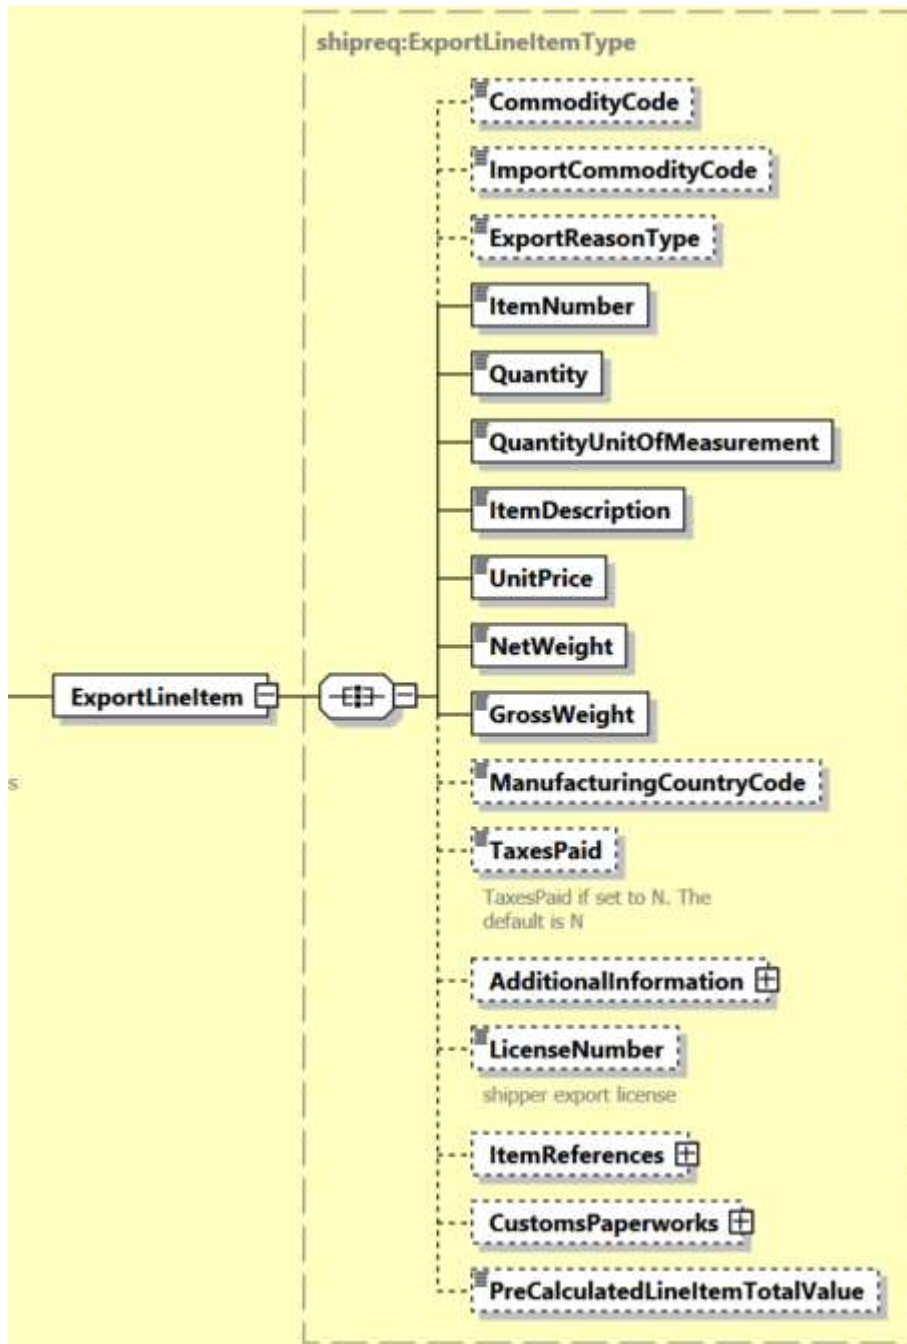 shipreq:ExportLineItemType
CommodityCode
ImportCommodityCode
ExportReasonType
ItemNumber
Quantity
QuantityUnitOfMeasurement
ItemDescription
UnitPrice
NetWeight
ExportLineItem
GrossWeight
s
ManufacturingCountryCode
TaxesPaid
TaxesPaid if set to N. The
default is N
AdditionalInformation
LicenseNumber
shipper export license
ItemReferences
CustomsPaperworks
PreCalculatedLineItemTotalValue